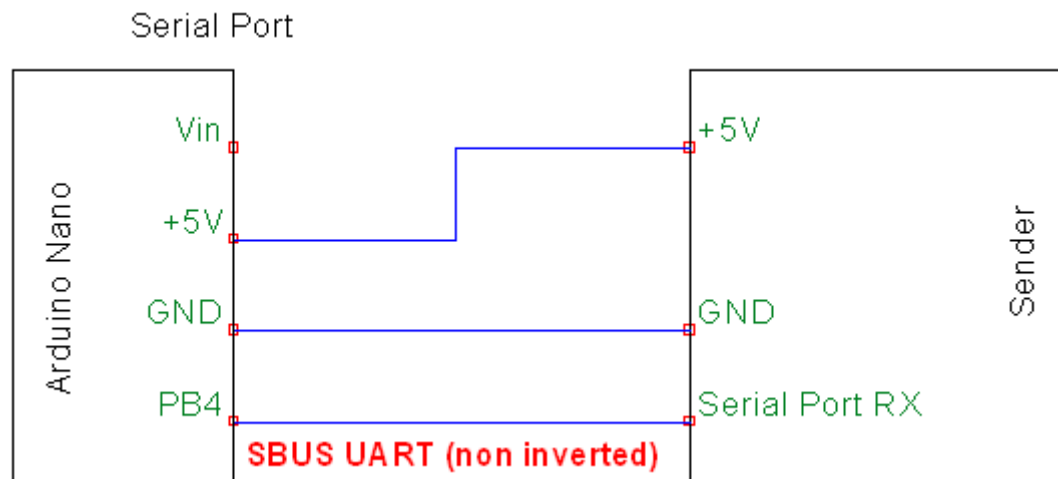 Serial Port
Arduino Nano
Vin
+5V
+5V
GND
GND
PB4
Serial Port RX
SBUS UART (non inverted)
Sender